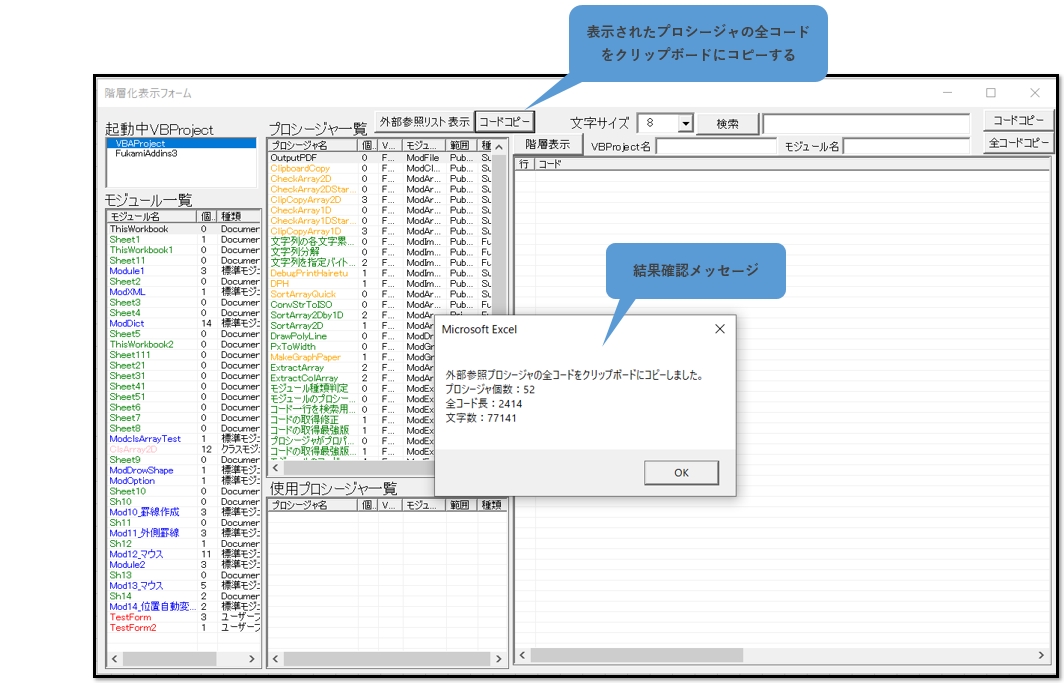 表示されたプロシージャの全コード
をクリップボードにコピーする
階層化表示フォーム
起動中VBProject
VBAProject
FukamiAddins3
モジュール一覧
モジュール名 個.. 種類
ThisWorkbook 0 Documer
Sheet1 1 Documer
ThisWorkbook1 0 Documer
Sheet11 0 Documer
Module1 3 標準モジ:
Sheet2 0 Documer
ModXML 1 標準モジ:
Sheet3 0 Documer
Sheet4 0 Documer
ModDict 14 標準モジ:
Sheet5 0 Documer
ThisWorkbook2 0 Documer
Sheet111 0 Documer
Sheet21 0 Documer
Sheet31 0 Documer
Sheet41 0 Documer
Sheet51 0 Documer
Sheet6 0 Documer
Sheet7 0 Documer
Sheet8 0 Documer
ModclsArrayTest 1 標準モジ:
ClsArray2D 12 クラスモジ.
Sheet9 0 Documer
ModDrowShape 1 標準モジ:
ModOption 1 標準モジ:
Sheet10 0 Documer
Sh10 0 Documer
Mod10_罫線作成 3 標準モジ:
Sh11 0 Documer
Mod11_外側罫線 3 標準モジ:
Sh12 1 Documer
Mod12_マウス 11 標準モジ:
Module2 3 標準モジ:
Sh13 0 Documer
Mod13_マウス 5 標準モジ:
Sh14 2 Documer
Mod14_位置自動変... 2 標準モジ:
TestForm 3 ユーザーフ
TestForm2 1 ユーザーフ
プロシージャ一覧 外部参照リスト表示 コードコピー
プロシージャ名 個.. V... モジュ... 範囲 種
OutputPDF 0 F... ModFile Pub... Su
ClipboardCopy 0 F... ModCl... Pub... Su
CheckArray2D 0 F... ModAr... Pub... Su
CheckArray2DStar... 0 F... ModAr... Pub... Su
ClipCopyArray2D 3 F... ModAr... Pub... Su
CheckArray1D 0 F... ModAr... Pub... Su
CheckArray1DStar... 0 F... ModAr... Pub... Su
ClipCopyArray1D 3 F... ModAr... Pub... Su
文字列の各文字累... 0 F... ModIm... Pub... Fu
文字列分解 0 F... ModIm... Pub... Fu
文字列を指定バイト... 2 F... ModIm... Pub... Fu
DebugPrintHairetu 1 F... ModIm... Pub... Su
DPH 1 F... ModIm... Pub... Su
SortArrayQuick 0 F... ModAr... Pub... Su
ConvStrToISO 0 F... ModAr... Pub... Fu
SortArray2Dby1D 2 F... ModAr
SortArray2D 1 F... ModAr
DrawPolyLine 0 F... ModDr
PxToWidth 0 F... ModGr
MakeGraphPaper 1 F... ModGr
ExtractArray 2 F... ModAr
ExtractColArray 2 F... ModAr
モジュール種類判定 0 F... ModEx
モジュールのプロシー... 0 F... ModEx
コード一行を検索用... 0 F... ModEx
コードの取得修正 1 F... ModEx
コードの取得最強版 1 F... ModEx
プロシージャがプロパ... 0 F... ModEx
コードの取得最強版 1 F... ModEx
使用プロシージャ一覧
プロシージャ名 個.. V... モジュ... 範囲 種類
文字サイズ 8 検索 コードコピー
階層表示 VBProject名 モジュール名 全コードコピー
行 コード
結果確認メッセージ
Microsoft Excel
外部参照プロシージャの全コードをクリップボードにコピーしました。
プロシージャ個数：52
全コード長：2414
文字数：77141
OK